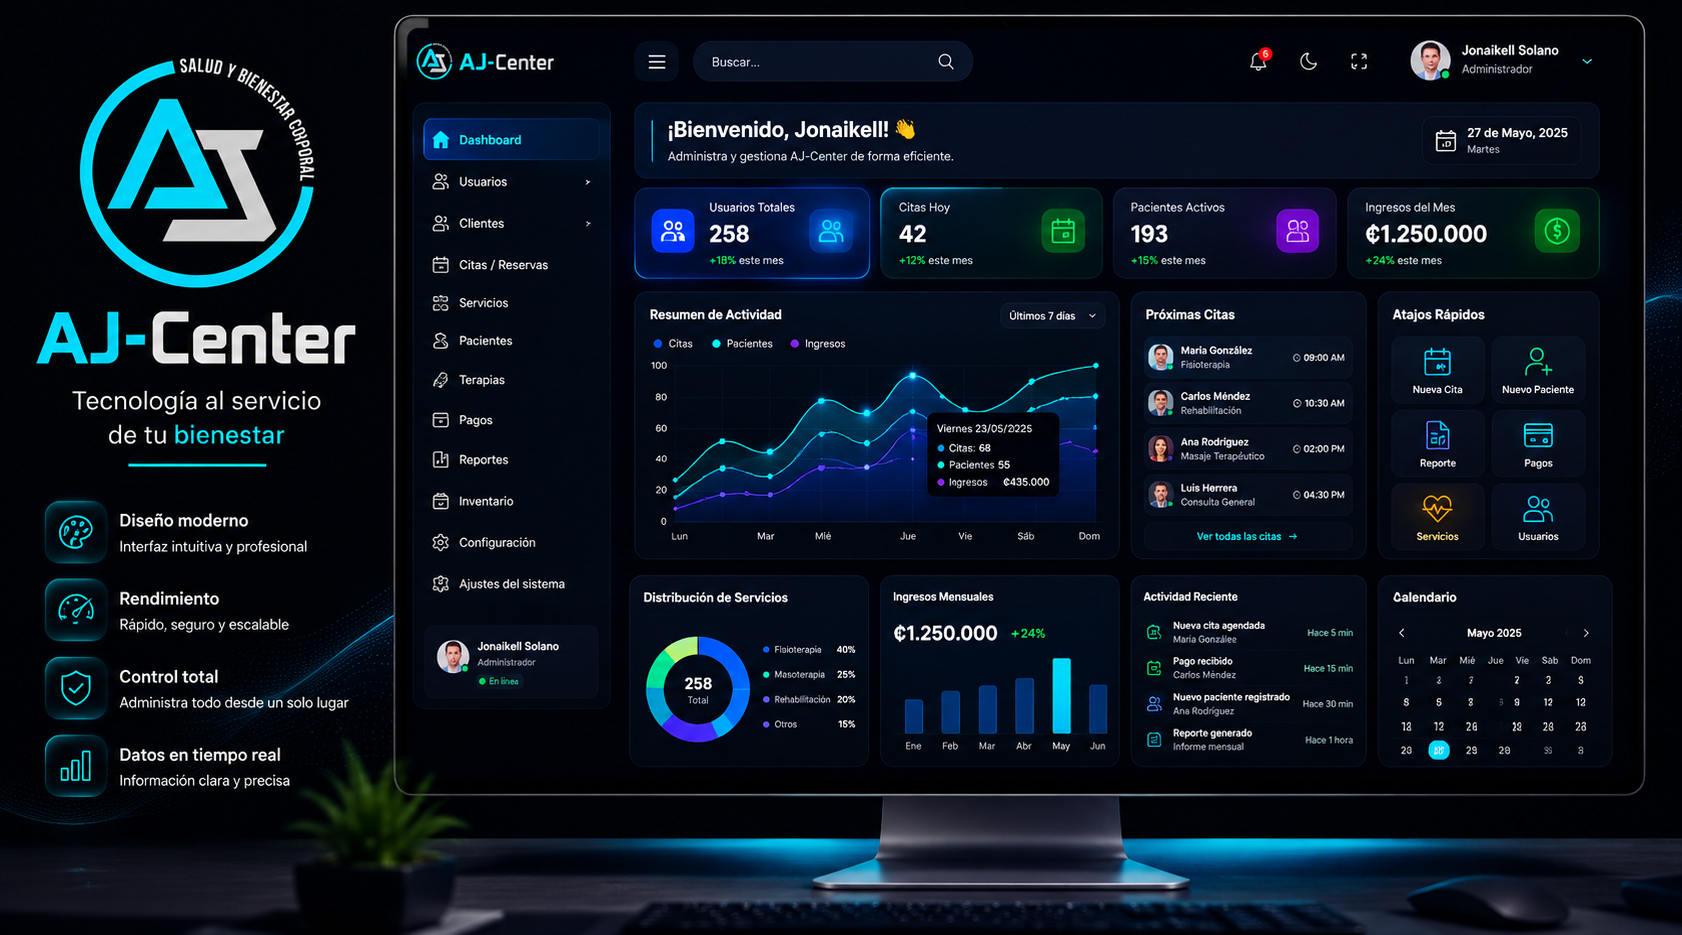 SALUD Y BIENESTAR COPORAL
AJ-Center
Tecnología al servicio
de tu bienestar
Diseño moderno
Interfaz intuitiva y profesional
Rendimiento
Rápido, seguro y escalable
Control total
Administra todo desde un solo lugar
Datos en tiempo real
Información clara y precisa
AJ-Center
Buscar...
6
Jonaikell Solano
Administrador
Dashboard
Usuarios
Clientes
Citas / Reservas
Servicios
Pacientes
Terapias
Pagos
Reportes
Inventario
Configuración
Ajustes del sistema
Jonaikell Solano
Administrador
En línea
¡Bienvenido, Jonaikell! 👋
Administra y gestiona AJ-Center de forma eficiente.
27 de Mayo, 2025
Martes
Usuarios Totales
258
+18% este mes
Citas Hoy
42
+12% este mes
Pacientes Activos
193
+15% este mes
Ingresos del Mes
₡1.250.000
+24% este mes
Resumen de Actividad
Últimos 7 días
Citas Pacientes Ingresos
100
80
60
40
20
0
Lun Mar Mié Jue Vie Sáb Dom
Viernes 23/05/2025
Citas: 68
Pacientes 55
Ingresos ₡435.000
Próximas Citas
María González
Fisioterapia
09:00 AM
Carlos Méndez
Rehabilitación
10:30 AM
Ana Rodríguez
Masaje Terapéutico
02:00 PM
Luis Herrera
Consulta General
04:30 PM
Ver todas las citas →
Atajos Rápidos
Nueva Cita
Nuevo Paciente
Reporte
Pagos
Servicios
Usuarios
Distribución de Servicios
258
Total
Fisioterapia 40%
Masoterapia 25%
Rehabilitación 20%
Otros 15%
Ingresos Mensuales
₡1.250.000 +24%
Ene Feb Mar Abr May Jun
Actividad Reciente
Nueva cita agendada
María González
Hace 5 min
Pago recibido
Carlos Méndez
Hace 15 min
Nuevo paciente registrado
Ana Rodríguez
Hace 30 min
Reporte generado
Informe mensual
Hace 1 hora
Calendario
Mayo 2025
Lun Mar Mié Jue Vie Sab Dom